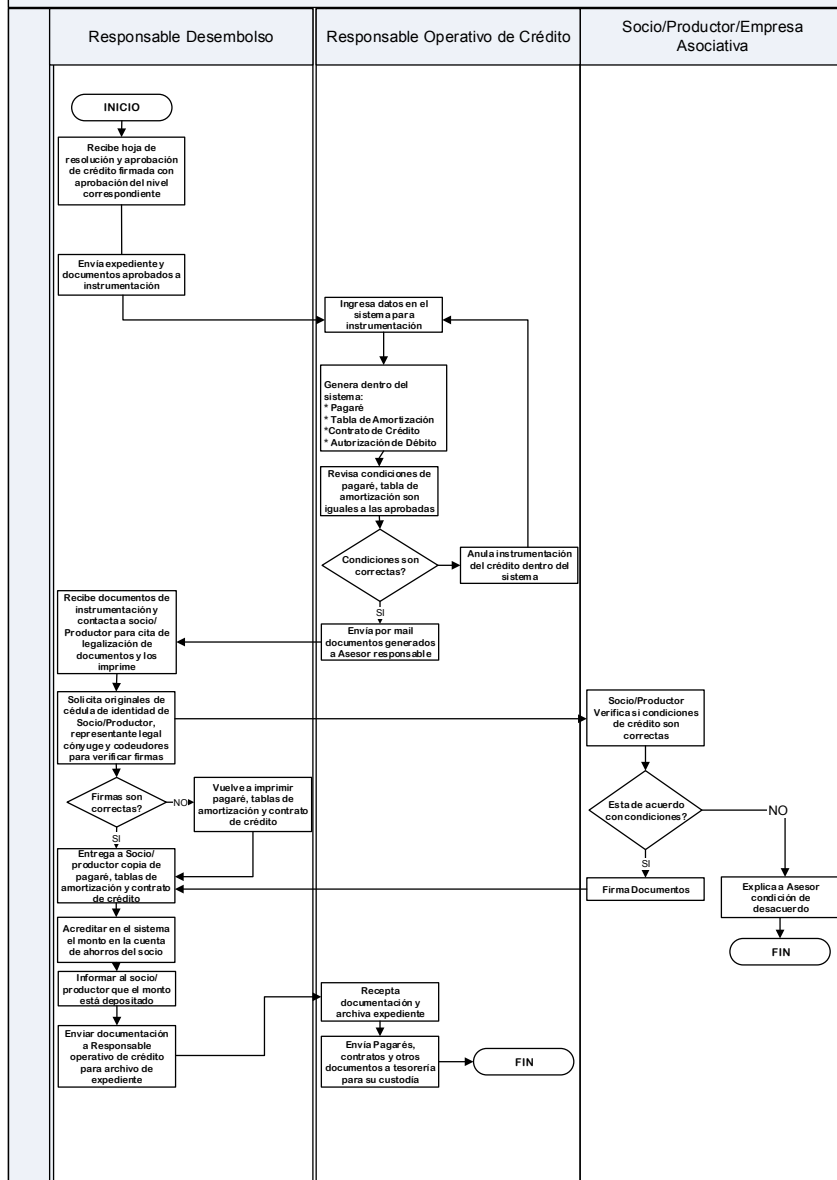 Responsable Desembolso
Responsable Operativo de Crédito
Socio/Productor/Empresa
Asociativa
INICIO
Recibe hoja de
resolución y aprobación
de crédito firmada con
aprobación del nivel
correspondiente
Envía expediente y
documentos aprobados a
instrumentación
Ingresa datos en el
sistema para
instrumentación
Genera dentro del
sistema:
* Pagaré
* Tabla de Amortización
*Contrato de Crédito
* Autorización de Débito
Revisa condiciones de
pagaré, tabla de
amortización son
iguales a las aprobadas
Condiciones son
correctas?
Anula instrumentación
del crédito dentro del
sistema
SI
Envía por mail
documentos generados
a Asesor responsable
Recibe documentos de
instrumentación y
contacta a socio/
Productor para cita de
legalización de
documentos y los
imprime
Solicita originales de
cédula de identidad de
Socio/Productor,
representante legal
cónyuge y codeudores
para verificar firmas
Socio/Productor
Verifica si condiciones
de crédito son
correctas
Firmas son
correctas?
NO
Vuelve a imprimir
pagaré, tablas de
amortización y contrato
de crédito
SI
Esta de acuerdo
con condiciones?
NO
SI
Entrega a Socio/
productor copia de
pagaré, tablas de
amortización y contrato
de crédito
Firma Documentos
Explica a Asesor
condición de
desacuerdo
FIN
Acreditar en el sistema
el monto en la cuenta
de ahorros del socio
Informar al socio/
productor que el monto
está depositado
Enviar documentación
a Responsable
operativo de crédito
para archivo de
expediente
Recepta
documentación y
archiva expediente
Envía Pagarés,
contratos y otros
documentos a tesorería
para su custodía
FIN